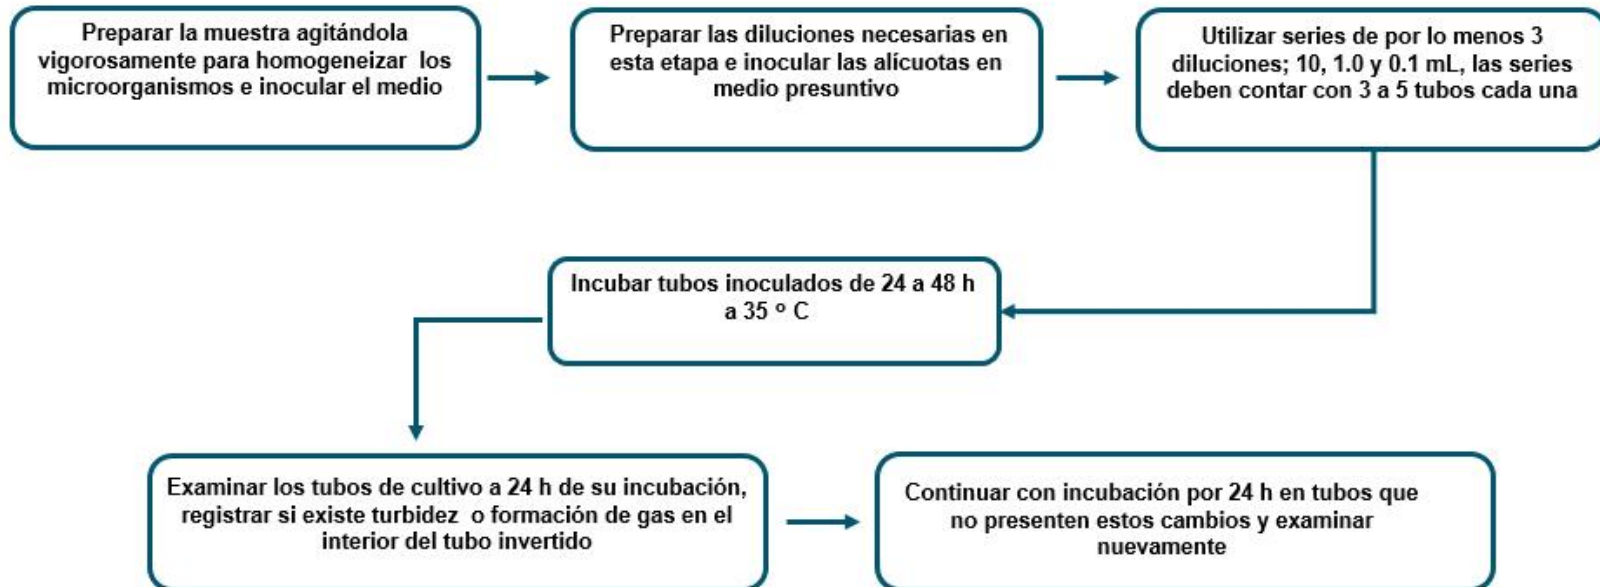 Preparar la muestra agitándola
vigorosamente para homogeneizar los
microorganismos e inocular el medio
Preparar las diluciones necesarias en
esta etapa e inocular las alícuotas en
medio presuntivo
Utilizar series de por lo menos 3
diluciones; 10, 1.0 y 0.1 mL, las series
deben contar con 3 a 5 tubos cada una
Incubar tubos inoculados de 24 a 48 h
a 35 º C
Examinar los tubos de cultivo a 24 h de su incubación,
registrar si existe turbidez o formación de gas en el
interior del tubo invertido
Continuar con incubación por 24 h en tubos que
no presenten estos cambios y examinar
nuevamente